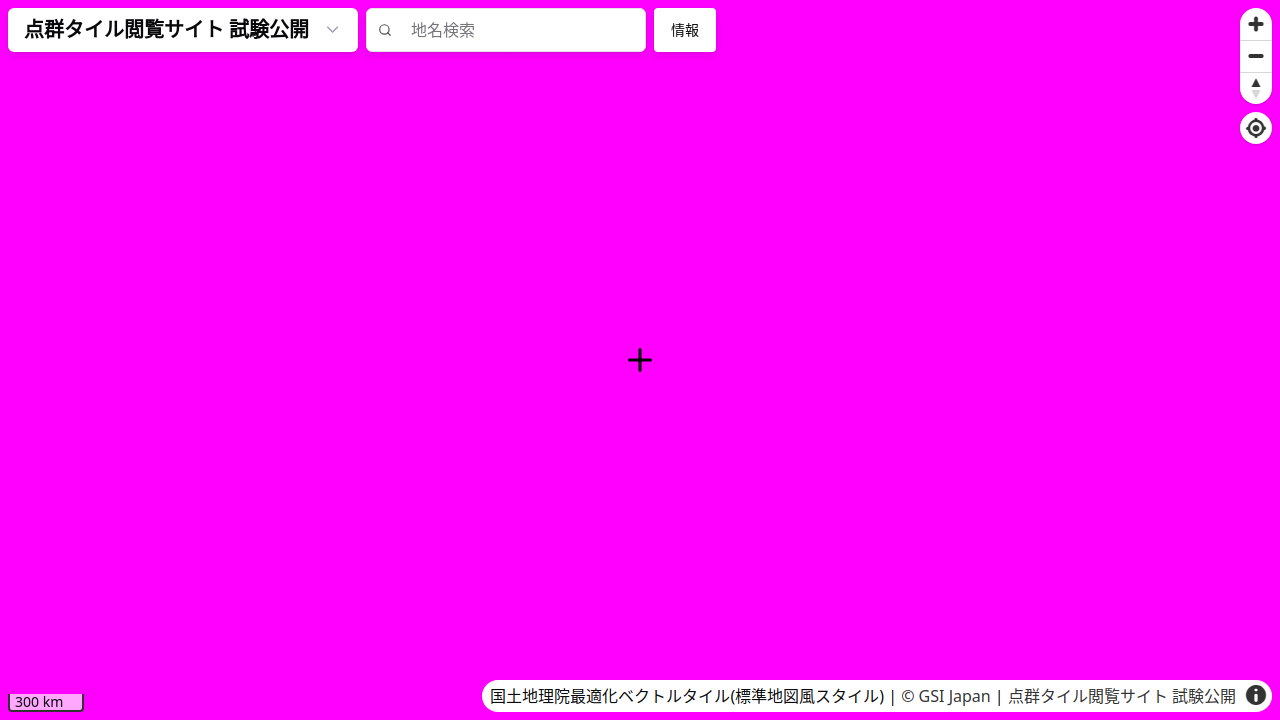 点群タイル閲覧サイト 試験公開
地名検索
情報
300 km
国土地理院最適化ベクトルタイル(標準地図風スタイル) | © GSI Japan | 点群タイル閲覧サイト 試験公開